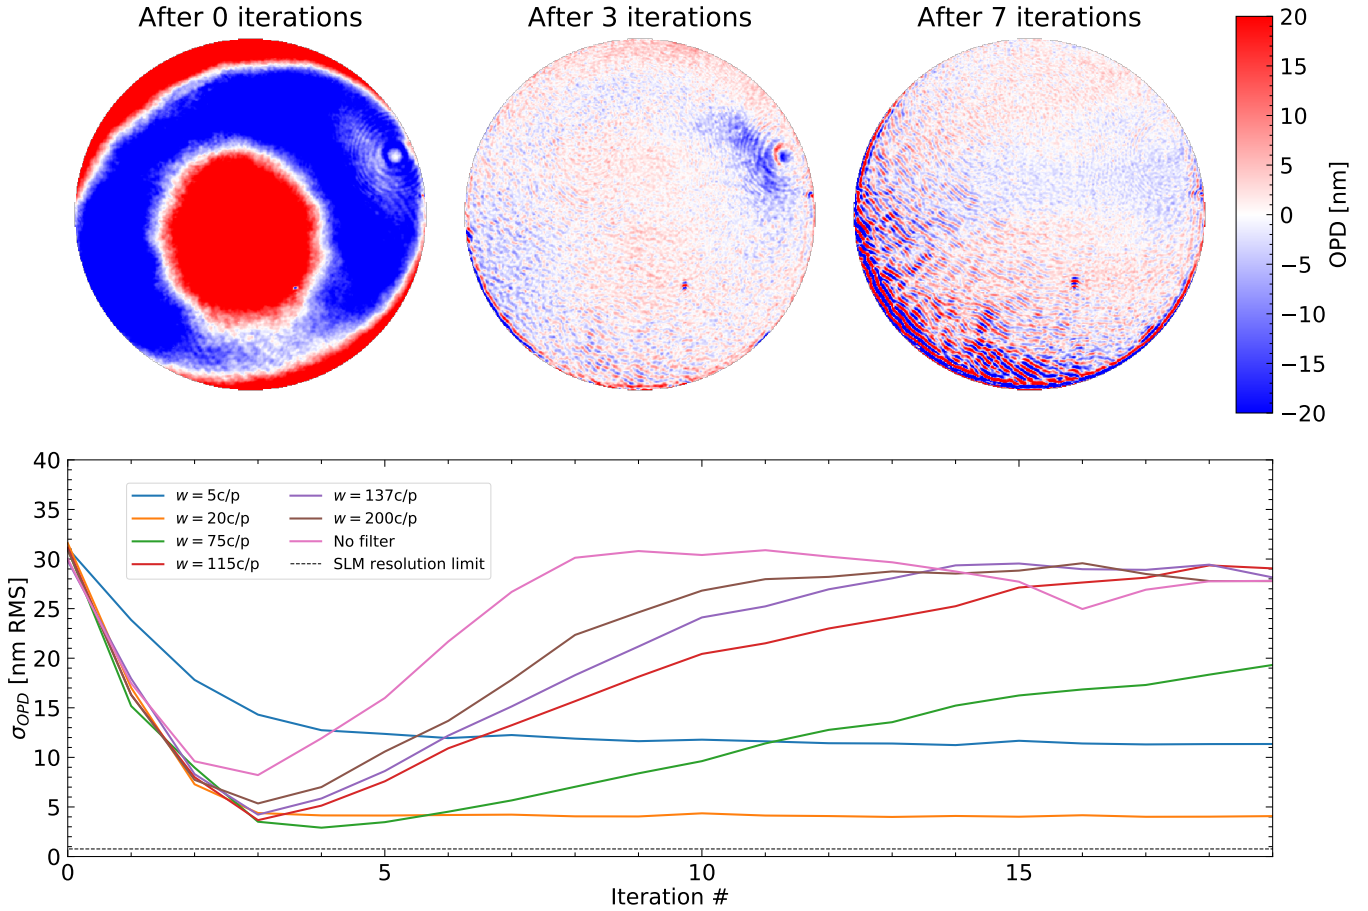 After 0 iterations
After 3 iterations
After 7 iterations
20
15
10
5
0
−5
−10
−15
−20
OPD [nm]
40
35
30
25
20
15
10
5
0
σOPD [nm RMS]
w = 5c/p
w = 20c/p
w = 75c/p
w = 115c/p
w = 137c/p
w = 200c/p
No filter
SLM resolution limit
0
5
10
15
Iteration #